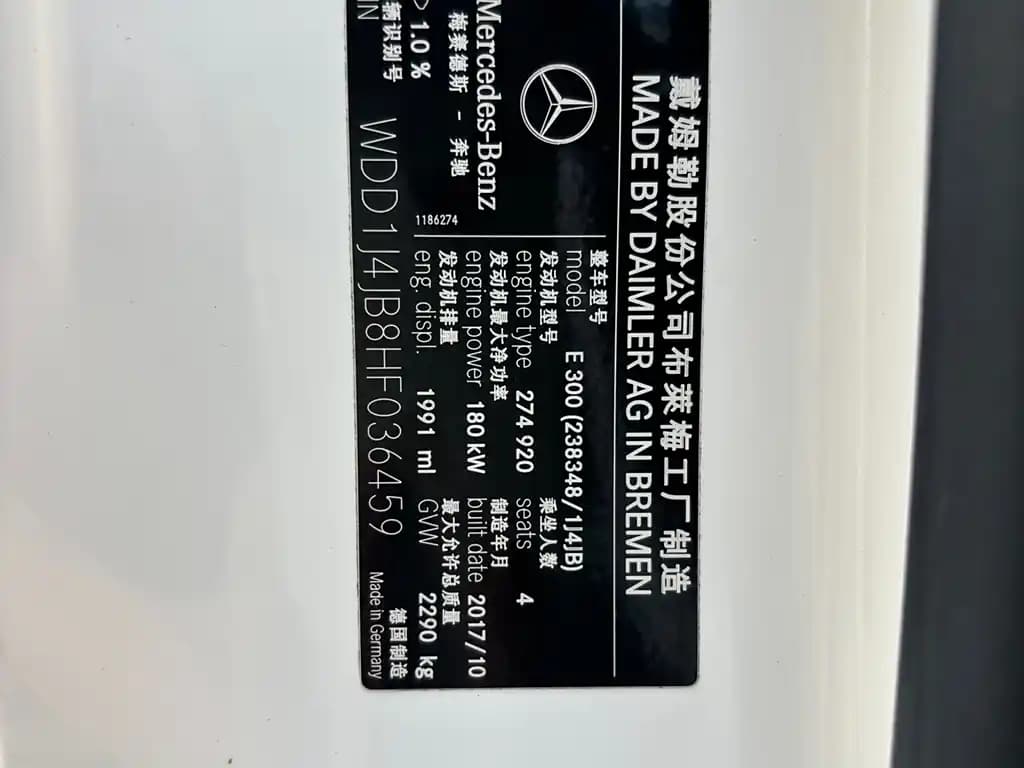 戴姆勒股份公司布莱梅工厂制造
MADE BY DAIMLER AG IN BREMEN
Mercedes-Benz
梅赛德斯 - 奔驰
1.0 %
1186274
整车型号
model E 300 (238348/1J4JB)
发动机型号 乘坐人数
engine type 274 920 seats 4
发动机最大净功率 制造年月
engine power 180 kW built date 2017/10
发动机排量 最大允许总质量
eng. displ. 1991 ml GVW 2290 kg
辆识别号 德国制造
IN WDD1J4JB8HF036459 Made in Germany